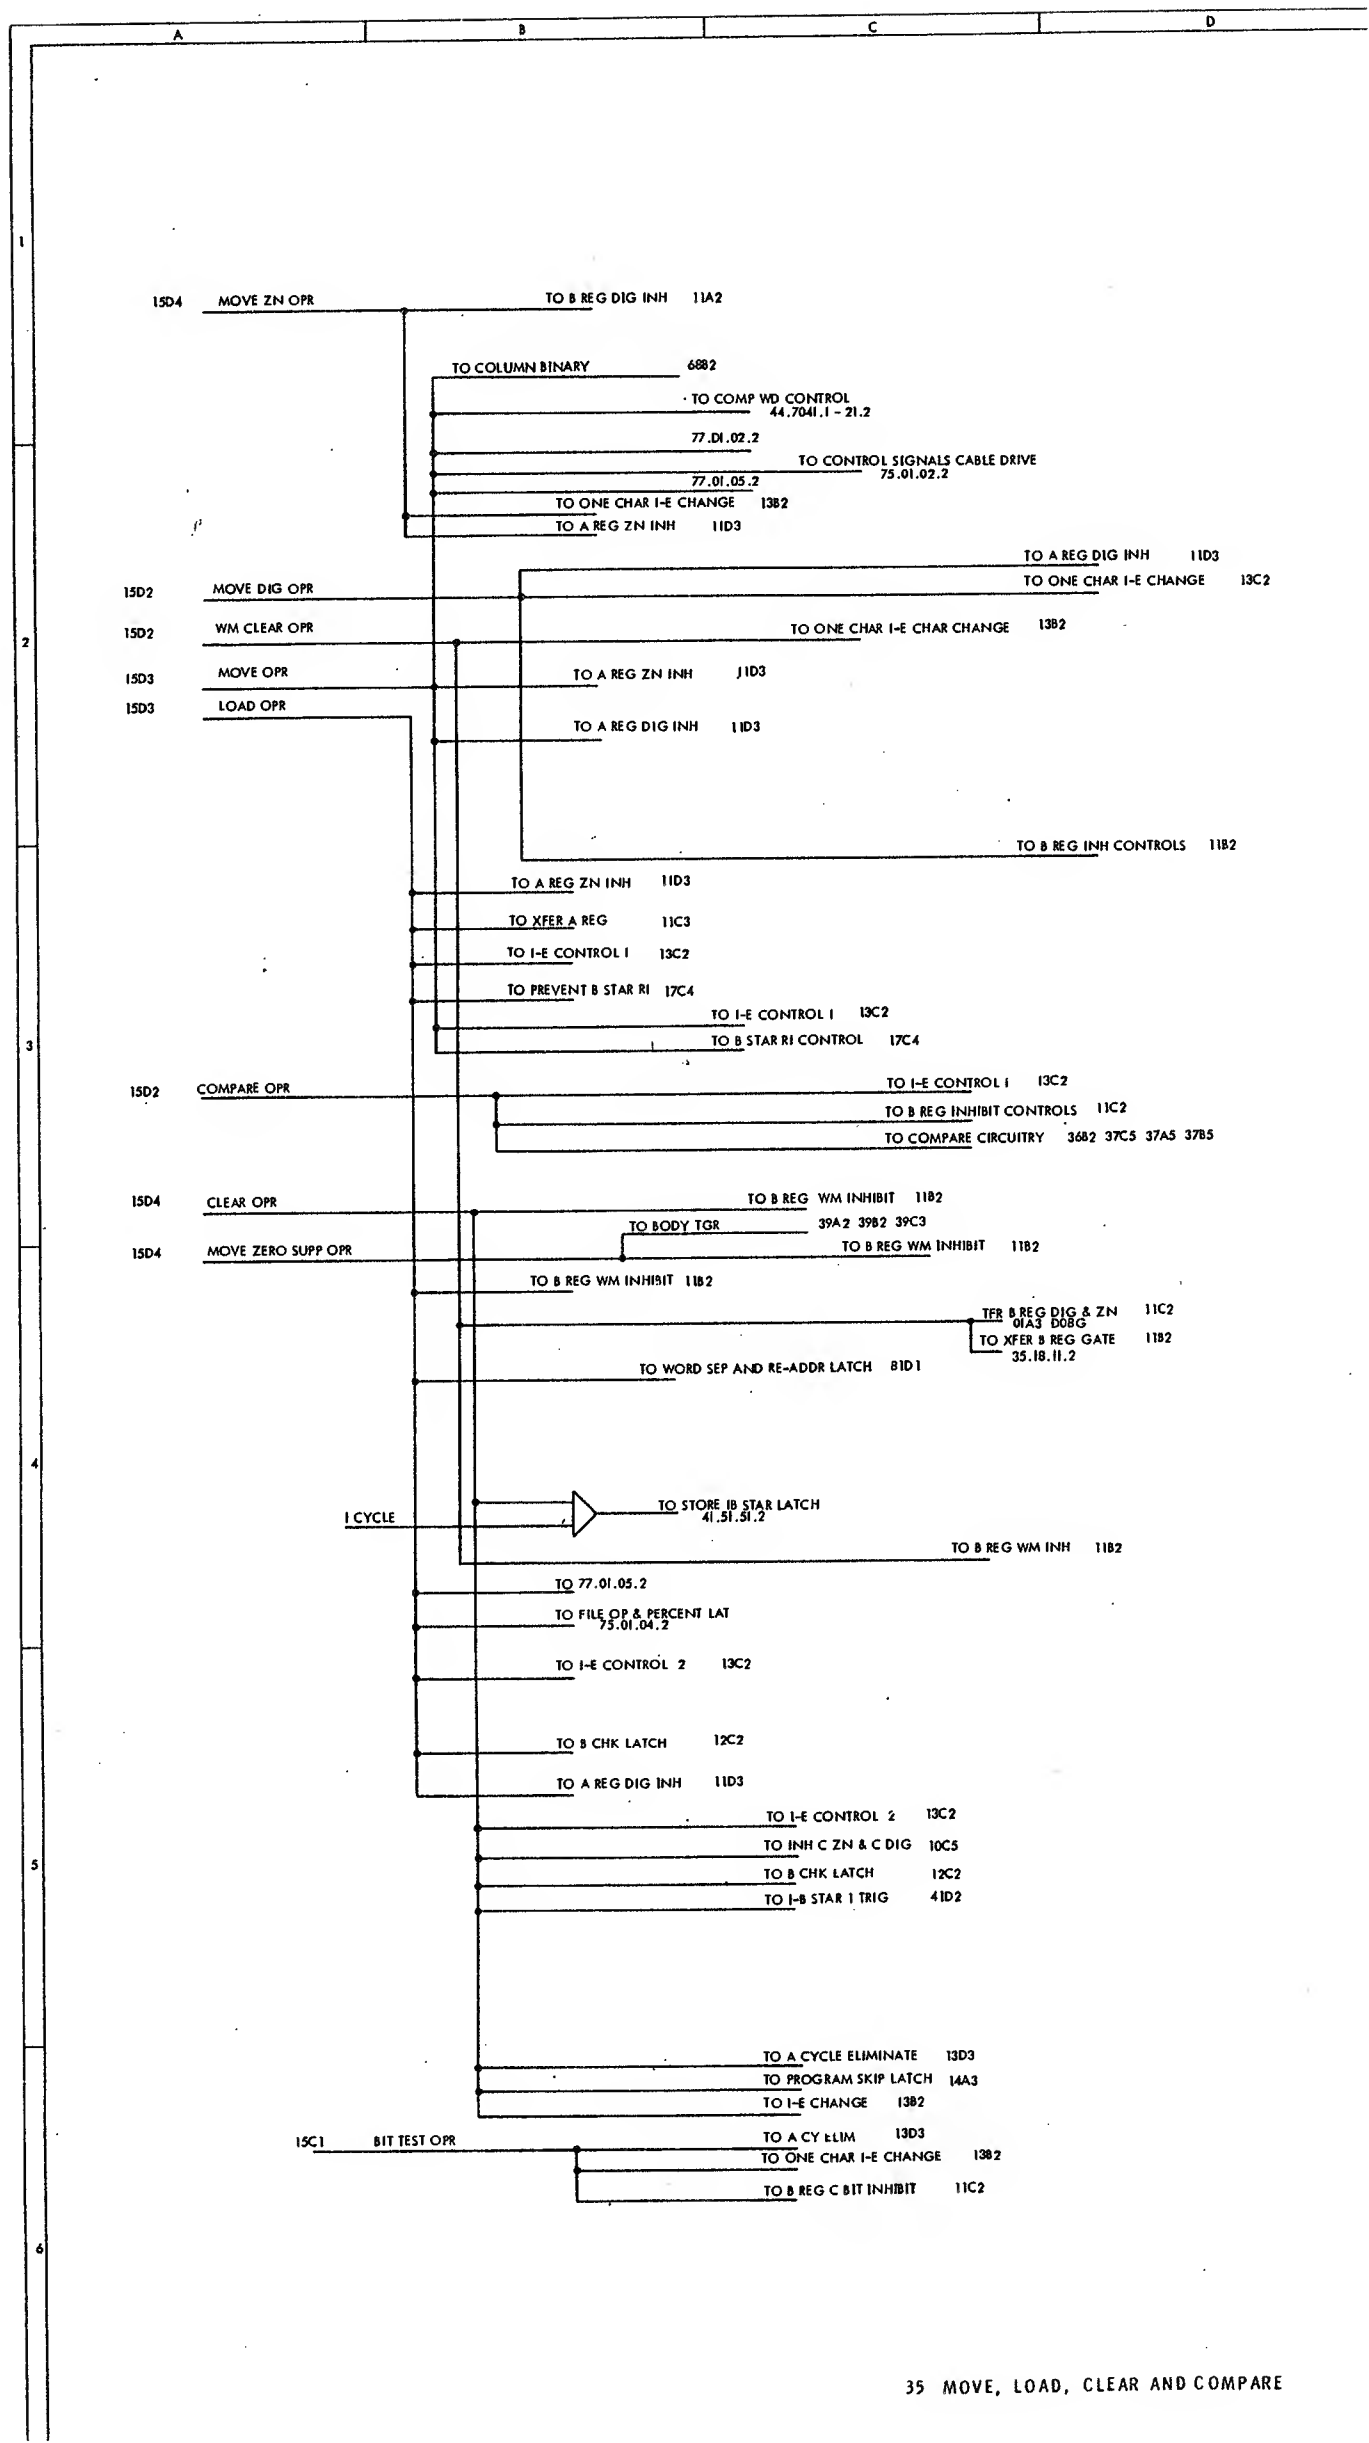 A B C D
1
15D4 MOVE ZN OPR TO B REG DIG INH 11A2
TO COLUMN BINARY 68B2
TO COMP WD CONTROL
44.7041.1 - 21.2
77.D1.02.2
TO CONTROL SIGNALS CABLE DRIVE
75.01.02.2
77.01.05.2
TO ONE CHAR I-E CHANGE 13B2
TO A REG ZN INH 11D3
TO A REG DIG INH 11D3
15D2 MOVE DIG OPR TO ONE CHAR I-E CHANGE 13C2
2
15D2 WM CLEAR OPR TO ONE CHAR I-E CHAR CHANGE 13B2
15D3 MOVE OPR TO A REG ZN INH 11D3
15D3 LOAD OPR
TO A REG DIG INH 11D3
TO B REG INH CONTROLS 11B2
TO A REG ZN INH 11D3
TO XFER A REG 11C3
TO I-E CONTROL I 13C2
TO PREVENT B STAR RI 17C4
TO I-E CONTROL I 13C2
3
TO B STAR RI CONTROL 17C4
15D2 COMPARE OPR TO I-E CONTROL I 13C2
TO B REG INHIBIT CONTROLS 11C2
TO COMPARE CIRCUITRY 36B2 37C5 37A5 37B5
15D4 CLEAR OPR TO B REG WM INHIBIT 11B2
TO BODY TGR 39A2 39B2 39C3
15D4 MOVE ZERO SUPP OPR TO B REG WM INHIBIT 11B2
TO B REG WM INHIBIT 11B2
TFR B REG DIG & ZN 11C2
01A3 D08G
TO XFER B REG GATE 11B2
35.18.11.2
TO WORD SEP AND RE-ADDR LATCH 81D1
4
TO STORE IB STAR LATCH
41.51.51.2
I CYCLE
TO B REG WM INH 11B2
TO 77.01.05.2
TO FILE OP & PERCENT LAT
75.01.04.2
TO I-E CONTROL 2 13C2
TO B CHK LATCH 12C2
TO A REG DIG INH 11D3
TO I-E CONTROL 2 13C2
TO INH C ZN & C DIG 10C5
5
TO B CHK LATCH 12C2
TO I-B STAR 1 TRIG 41D2
TO A CYCLE ELIMINATE 13D3
TO PROGRAM SKIP LATCH 14A3
TO I-E CHANGE 13B2
15C1 BIT TEST OPR TO A CY ELIM 13D3
TO ONE CHAR I-E CHANGE 13B2
TO B REG C BIT INHIBIT 11C2
6
35 MOVE, LOAD, CLEAR AND COMPARE